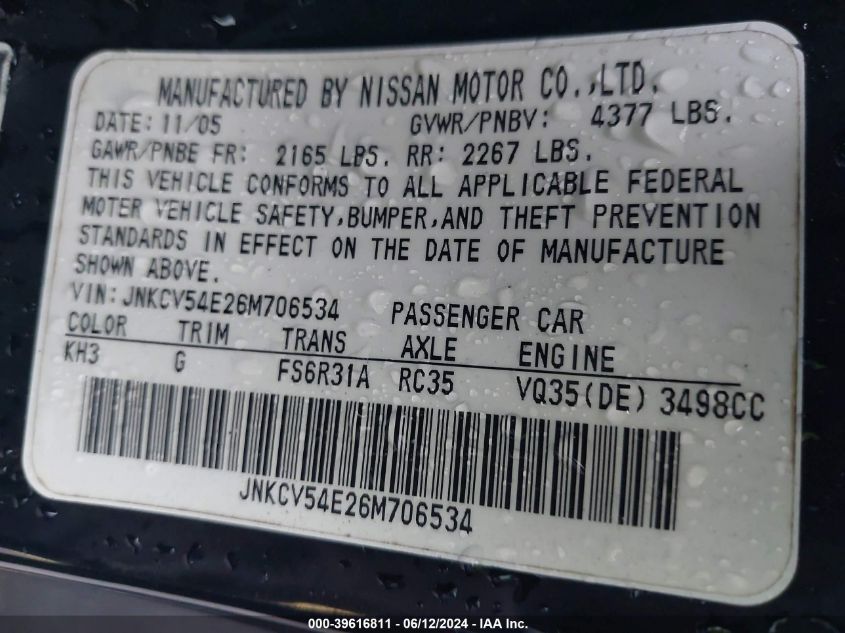 MANUFACTURED BY NISSAN MOTOR CO.,LTD.
DATE: 11/05 GVWR/PNBV: 4377 LBS.
GAWR/PNBE FR: 2165 LBS. RR: 2267 LBS.
THIS VEHICLE CONFORMS TO ALL APPLICABLE FEDERAL
MOTER VEHICLE SAFETY,BUMPER,AND THEFT PREVENTION
STANDARDS IN EFFECT ON THE DATE OF MANUFACTURE
SHOWN ABOVE.
VIN: JNKCV54E26M706534 PASSENGER CAR
COLOR TRIM TRANS AXLE ENGINE
KH3 G FS6R31A RC35 VQ35(DE) 3498CC
JNKCV54E26M706534
000-39616811 - 06/12/2024 - IAA Inc.